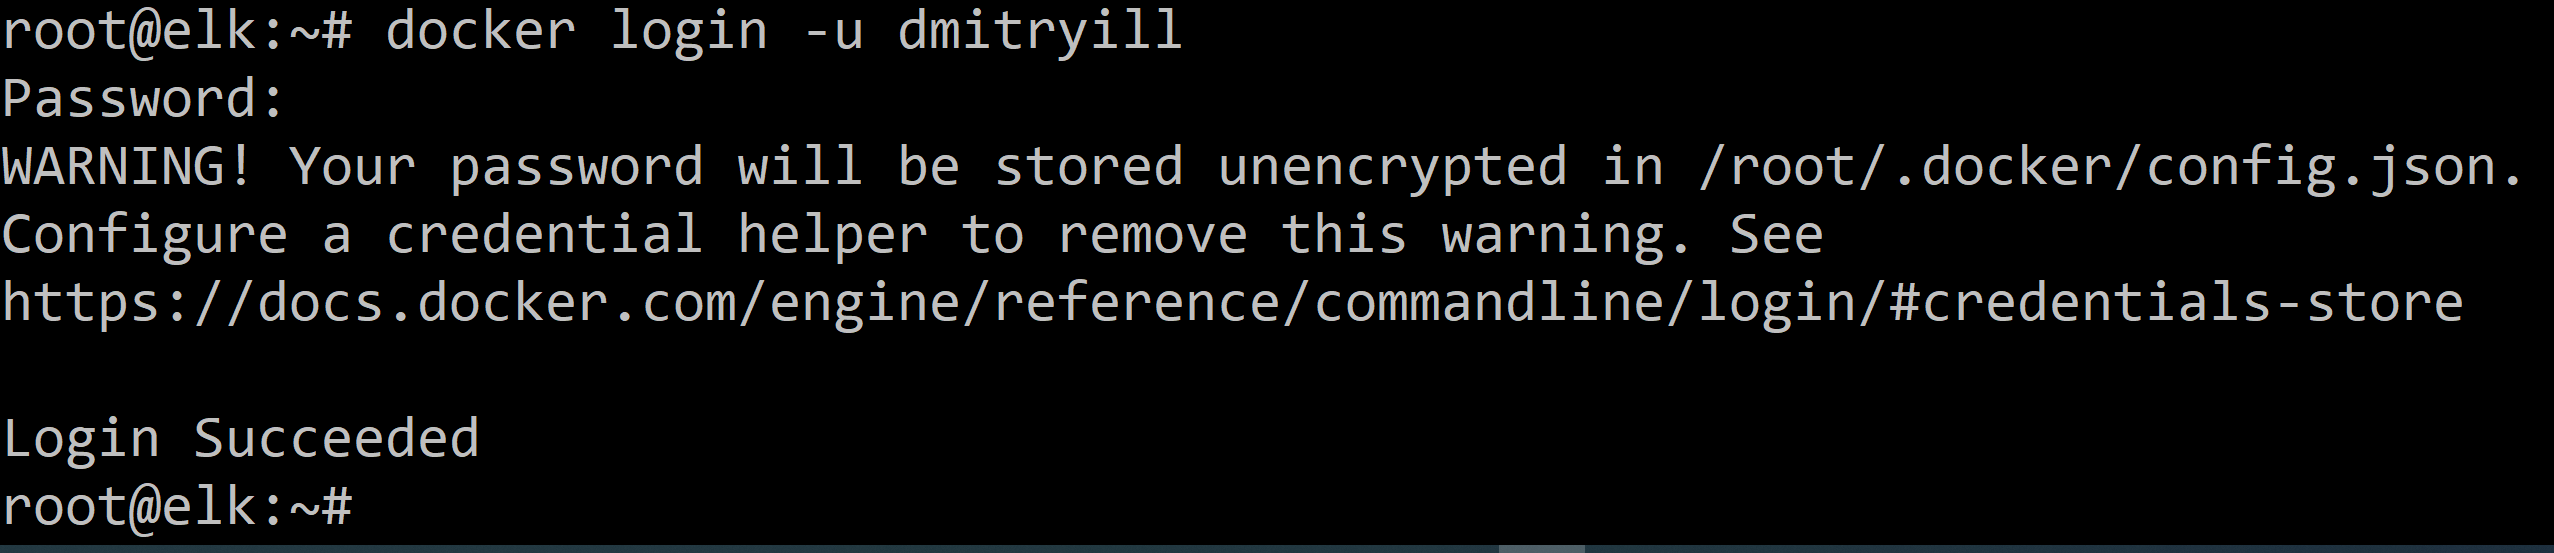 root@elk:~# docker login -u dmitryill
Password:
WARNING! Your password will be stored unencrypted in /root/.docker/config.json.
Configure a credential helper to remove this warning. See
https://docs.docker.com/engine/reference/commandline/login/#credentials-store
Login Succeeded
root@elk:~#